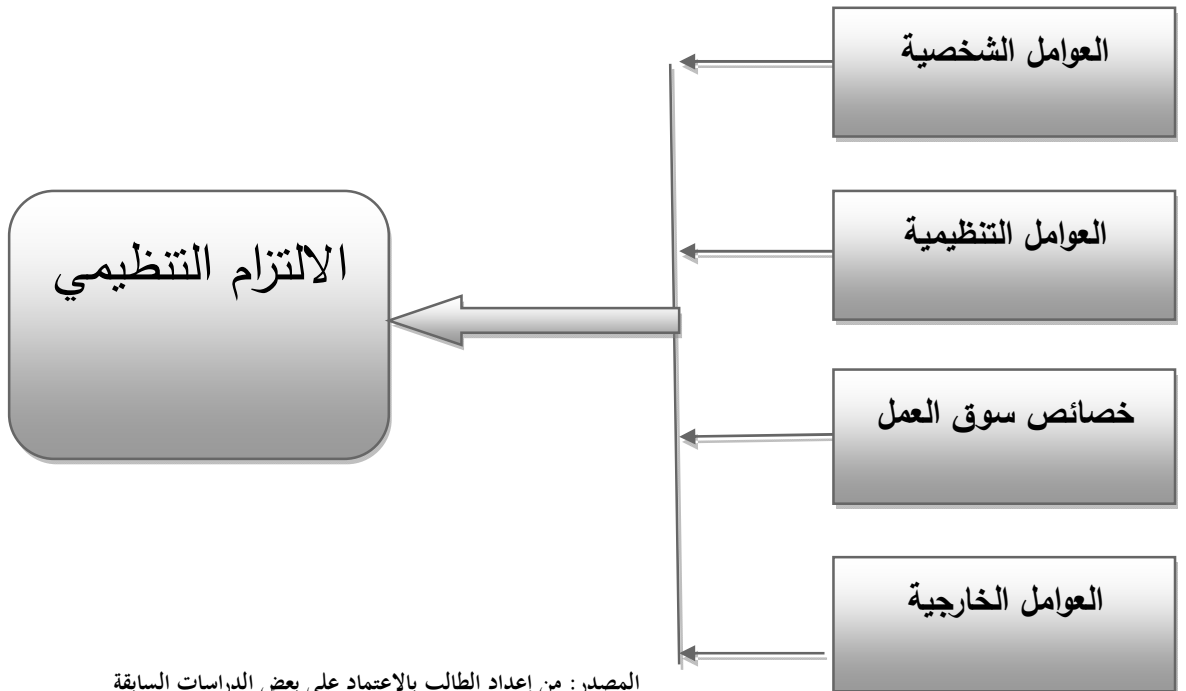 العوامل الشخصية
العوامل التنظيمية
الالتزام التنظيمي
خصائص سوق العمل
العوامل الخارجية
المصدر: من إعداد الطالب بالاعتماد على بعض الدراسات السابقة